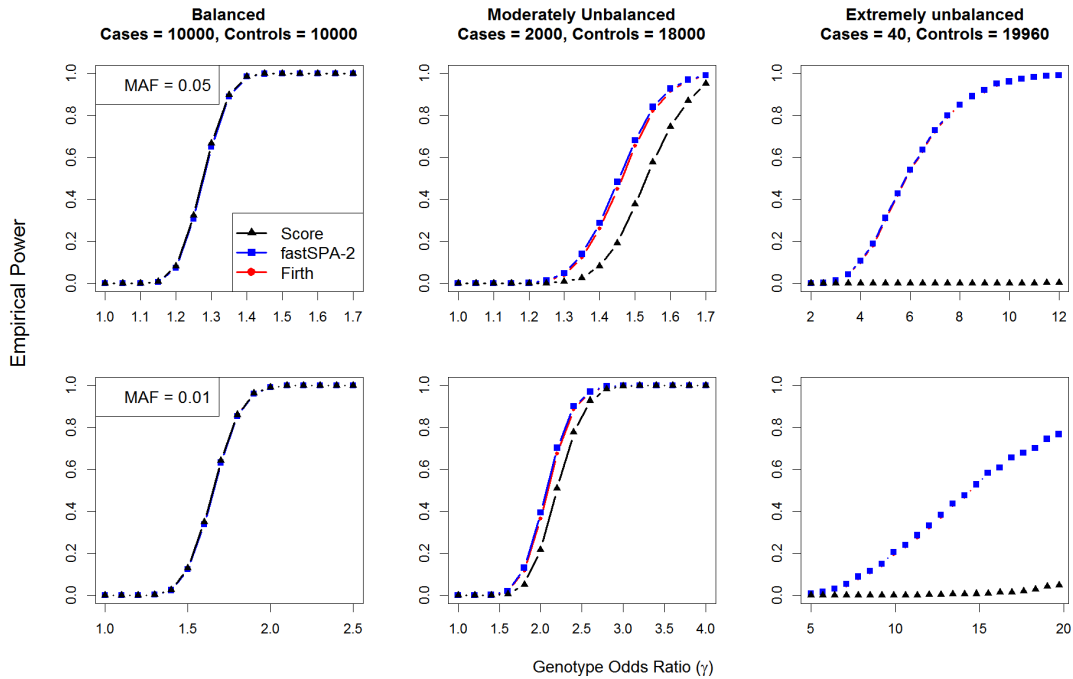 Balanced
Cases = 10000, Controls = 10000
Moderately Unbalanced
Cases = 2000, Controls = 18000
Extremely unbalanced
Cases = 40, Controls = 19960
Empirical Power
MAF = 0.05
Score
fastSPA-2
Firth
0.0 0.2 0.4 0.6 0.8 1.0
1.0 1.1 1.2 1.3 1.4 1.5 1.6 1.7
0.0 0.2 0.4 0.6 0.8 1.0
1.0 1.1 1.2 1.3 1.4 1.5 1.6 1.7
0.0 0.2 0.4 0.6 0.8 1.0
2 4 6 8 10 12
MAF = 0.01
0.0 0.2 0.4 0.6 0.8 1.0
1.0 1.5 2.0 2.5
0.0 0.2 0.4 0.6 0.8 1.0
1.0 1.5 2.0 2.5 3.0 3.5 4.0
0.0 0.2 0.4 0.6 0.8 1.0
5 10 15 20
Genotype Odds Ratio (γ)